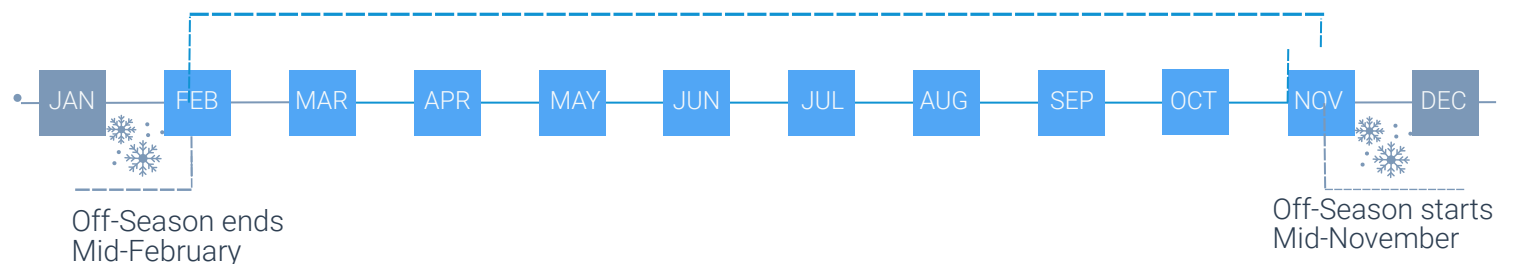 JAN FEB MAR APR MAY JUN JUL AUG SEP OCT NOV DEC
Off-Season ends
Mid-February
Off-Season starts
Mid-November